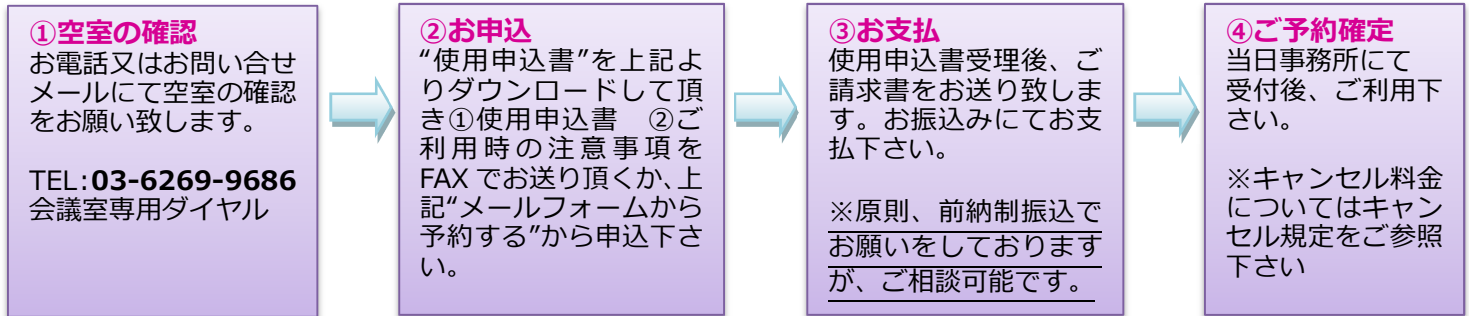 ①空室の確認
お電話又はお問い合せ
メールにて空室の確認
をお願い致します。
TEL:03-6269-9686
会議室専用ダイヤル
②お申込
“使用申込書”を上記よ
りダウンロードして頂
き①使用申込書　②ご
利用時の注意事項を
FAX でお送り頂くか、上
記“メールフォームから
予約する”から申込下さ
い。
③お支払
使用申込書受理後、ご
請求書をお送り致しま
す。お振込みにてお支
払下さい。
※原則、前納制振込で
お願いをしております
が、ご相談可能です。
④ご予約確定
当日事務所にて
受付後、ご利用下
さい。
※キャンセル料金
についてはキャン
セル規定をご参照
下さい